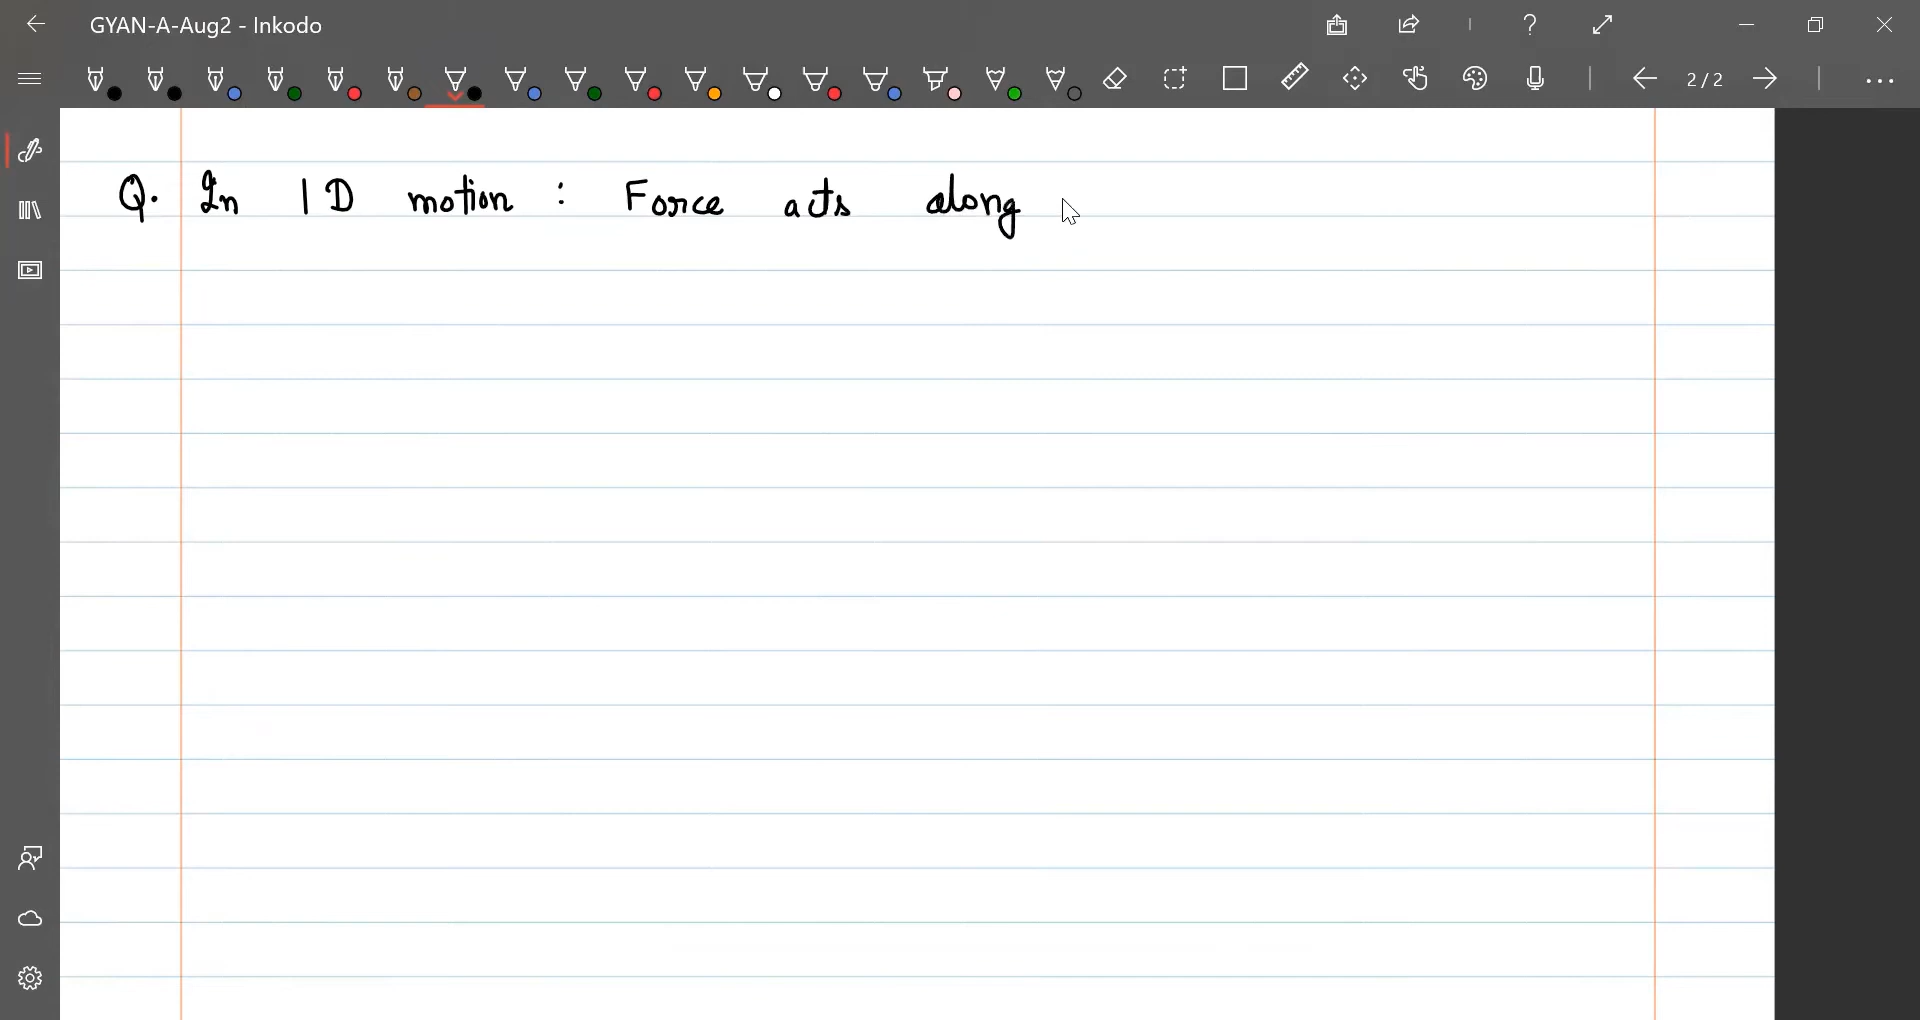 GYAN-A-Aug2 - Inkodo
2/2
Q. In 1D motion : Force acts along